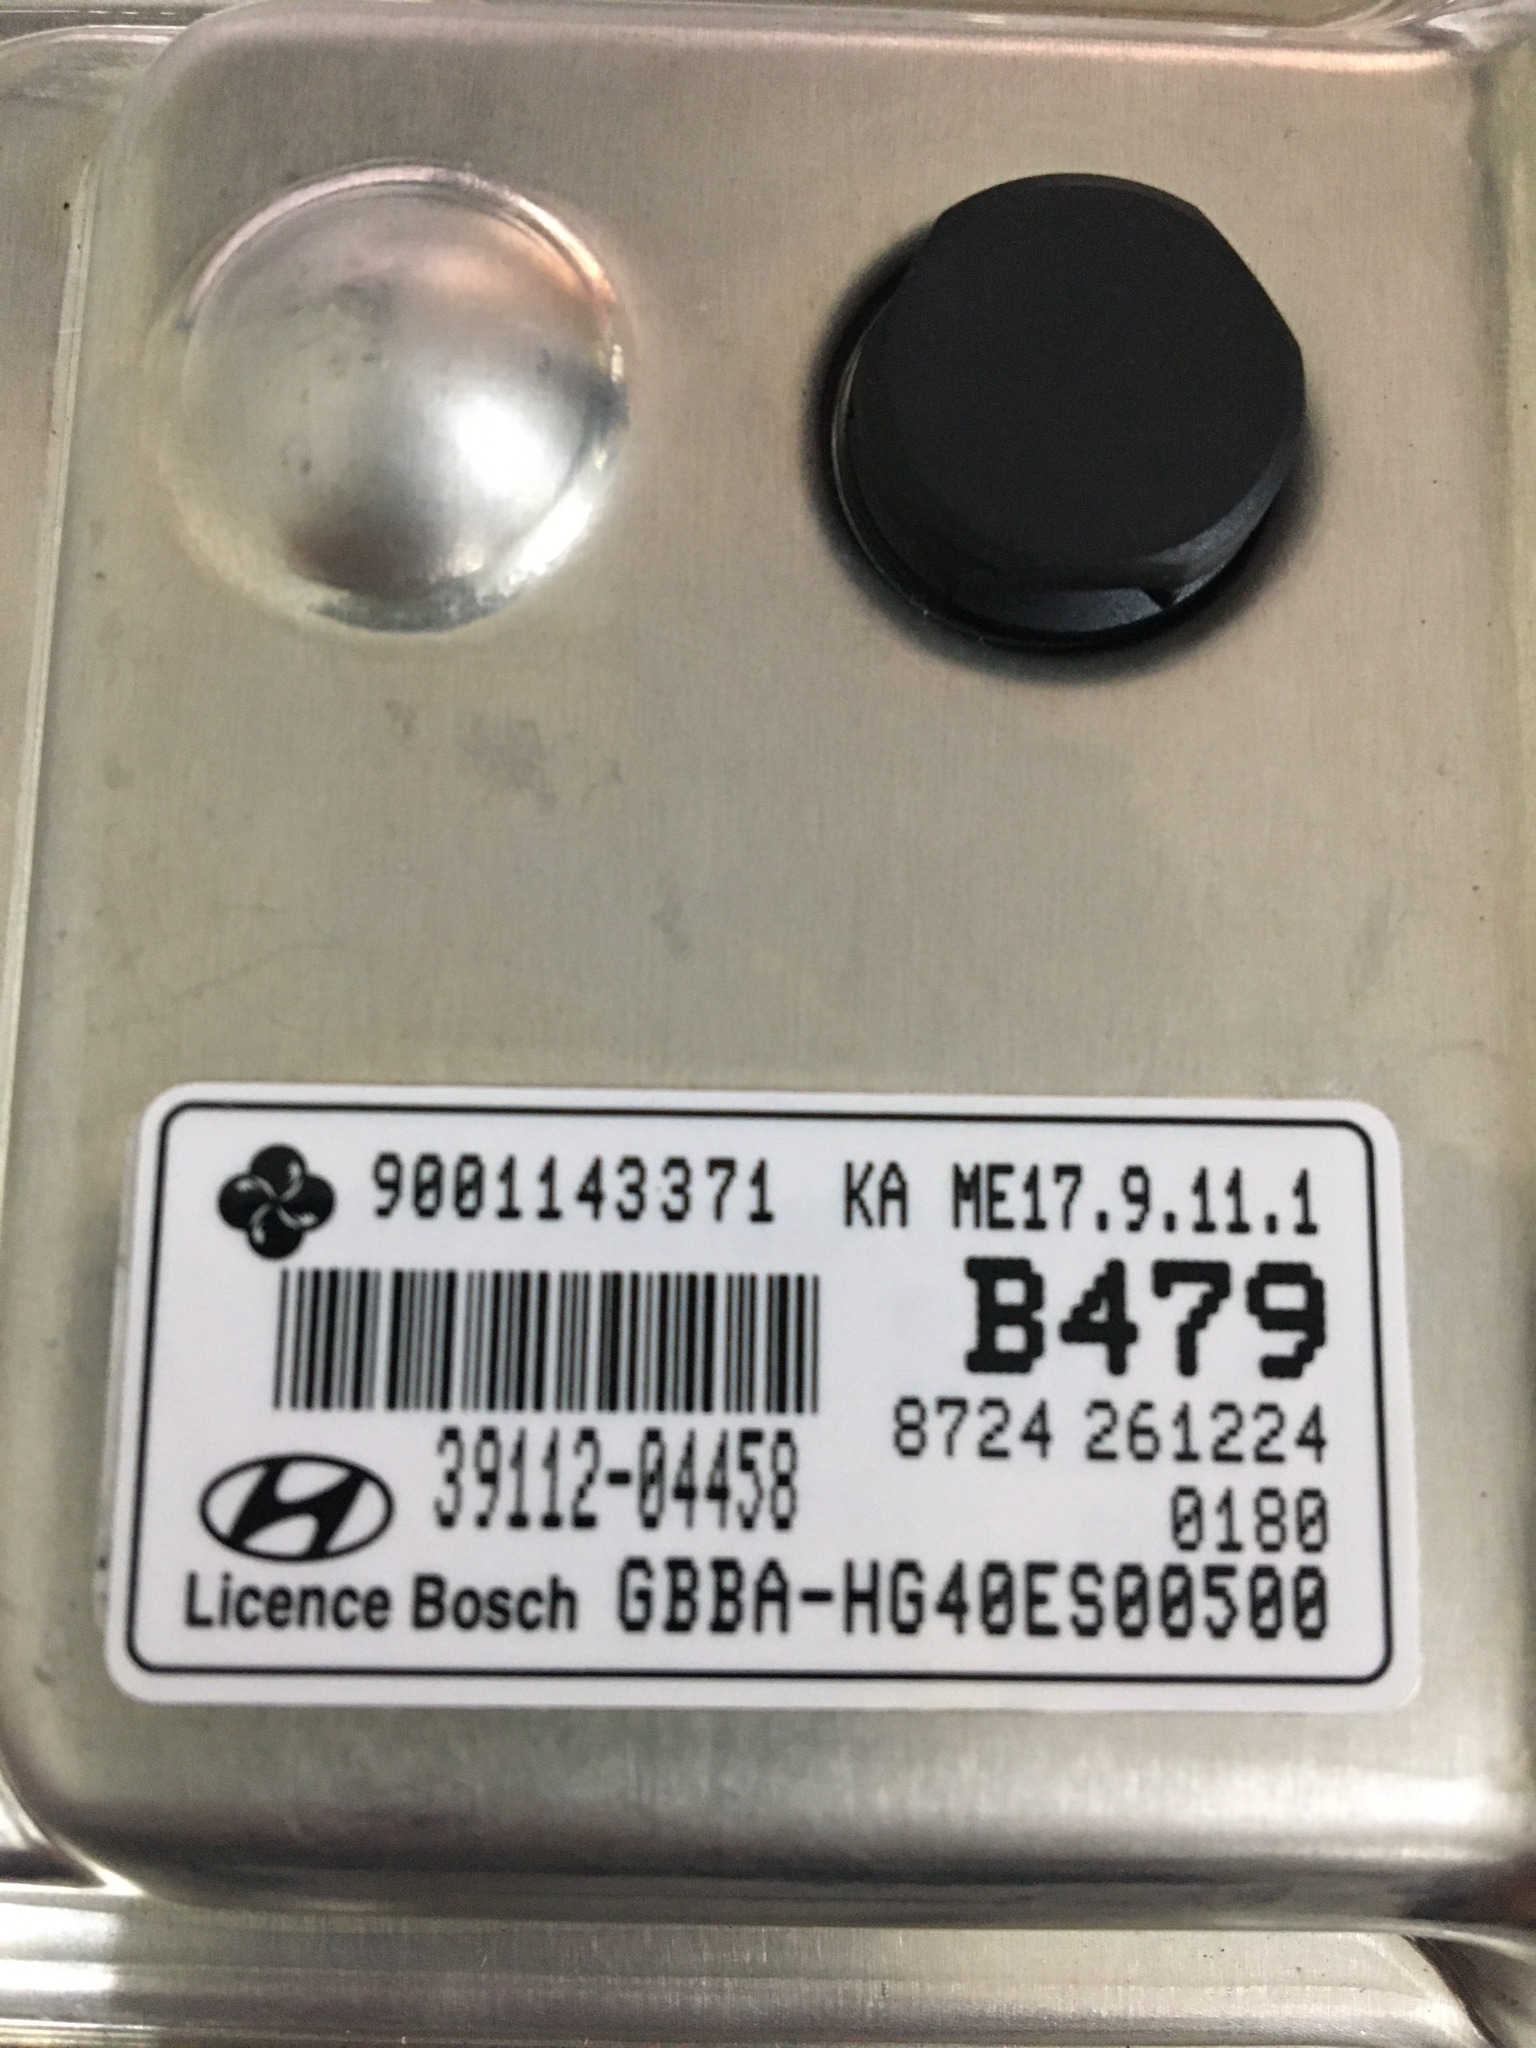 9001143371 KA ME17.9.11.1
B479
39112-04458 8724 261224
0180
Licence Bosch GBBA-HG40ES00500